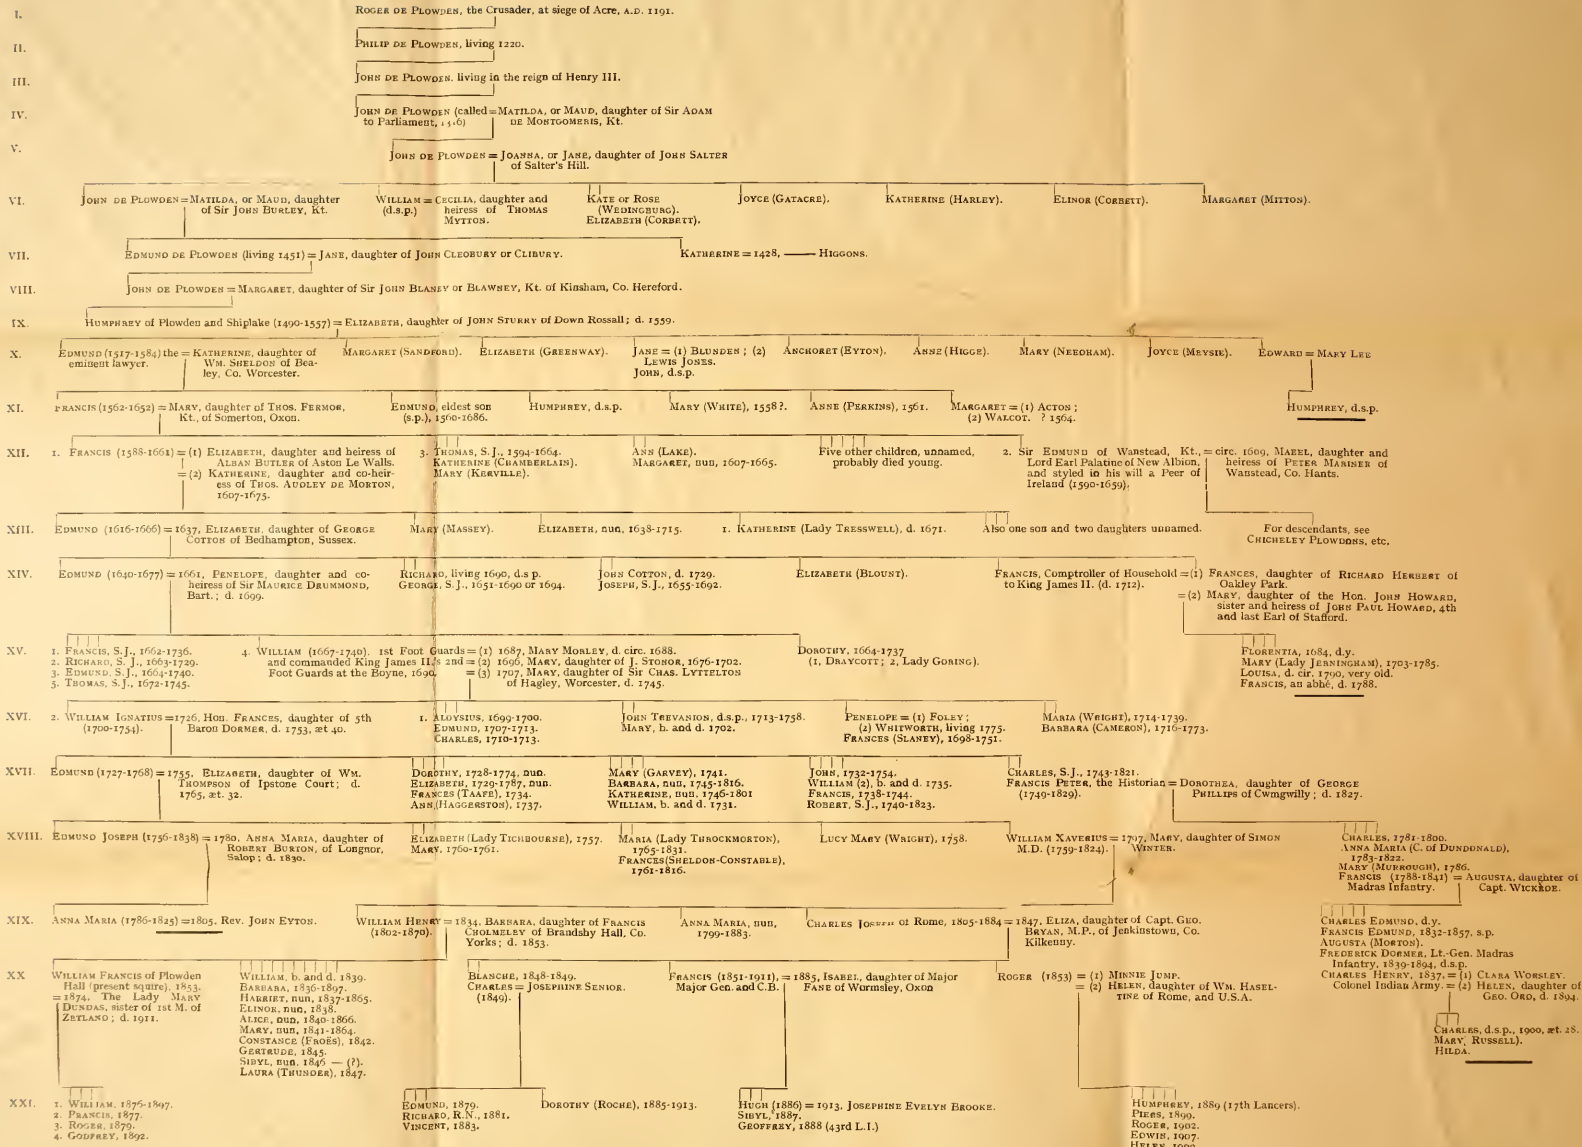 I.
ROGER DE PLOWDEN, the Crusader, at siege of Acre, A.D. 1191.
II.
PHILIP DE PLOWDEN, living 1220.
III.
JOHN DE PLOWDEN, living in the reign of Henry III.
IV.
JOHN DE PLOWDEN (called = MATILDA, or MAUD, daughter of Sir ADAM
to Parliament, DE MONTGOMERIS, Kt.
V.
JOHN DE PLOWDEN = JOANNA, or JANE, daughter of JOHN SALTER
of Salter's Hill.
VI.
JOHN DE PLOWDEN = MATILDA, or MAUD, daughter
of Sir JOHN BURLEY, Kt.
WILLIAM = CECILIA, daughter and
(d.s.p.) heiress of THOMAS
MYTTON.
KATE or ROSE
(WEDINGBURG).
ELIZABETH (CORBETT).
JOYCE (GATACRE).
KATHERINE (HARLEY).
ELINOR (CORBETT).
MARGARET (MITTON).
VII.
EDMUND DE PLOWDEN (living 1451) = JANE, daughter of JOHN CLEOBURY or CLIBURY.
KATHERINE = 1428, —— HIGGONS.
VIII.
JOHN DE PLOWDEN = MARGARET, daughter of Sir JOHN BLANEY or BLAWNEY, Kt. of Kinsham, Co. Hereford.
IX.
HUMPHREY of Plowden and Shiplake (1490-1557) = ELIZABETH, daughter of JOHN STURRY of Down Rossall; d. 1559.
X.
EDMUND (1517-1584) the = KATHERINE, daughter of
eminent lawyer. WM. SHELDON of Bea-
ley, Co. Worcester.
MARGARET (SANDFORD).
ELIZABETH (GREENWAY).
JANE = (1) BLUNDEN; (2)
LEWIS JONES.
JOHN, d.s.p.
ANCHORET (EYTON).
ANNE (HIGGE).
MARY (NEEDHAM).
JOYCE (MEYSIE).
EDWARD = MARY LEE
XI.
FRANCIS (1562-1652) = MARY, daughter of THOS. FERMOR,
Kt., of Somerton, Oxon.
EDMUND, eldest son
(s.p.), 1560-1686.
HUMPHREY, d.s.p.
MARY (WHITE), 1558?.
ANNE (PERKINS), 1561.
MARGARET = (1) ACTON;
(2) WALCOT. ? 1564.
HUMPHREY, d.s.p.
XII.
1. FRANCIS (1588-1661) = (1) ELIZABETH, daughter and heiress of
ALBAN BUTLER of Aston Le Walls.
= (2) KATHERINE, daughter and co-heir-
ess of THOS. AUDLEY DE MORTON,
1607-1675.
3. THOMAS, S.J., 1594-1664.
KATHERINE (CHAMBERLAIN).
MARY (KERVILLE).
ANN (LAKE).
MARGARET, nun, 1607-1665.
Five other children, unnamed,
probably died young.
2. Sir EDMUND of Wanstead, Kt., = circ. 1609, MABEL, daughter and
Lord Earl Palatine of New Albion, heiress of PETER MARINER of
and styled in his will a Peer of Wanstead, Co. Hants.
Ireland (1590-1659).
XIII.
EDMUND (1616-1666) = 1637, ELIZABETH, daughter of GEORGE
COTTON of Bedhampton, Sussex.
MARY (MASSEY).
ELIZABETH, nun, 1638-1715.
1. KATHERINE (Lady TRESSWELL), d. 1671.
Also one son and two daughters unnamed.
For descendants, see
CHICHELEY PLOWDONS, etc.
XIV.
EDMUND (1640-1677) = 1661, PENELOPE, daughter and co-
heiress of Sir MAURICE DRUMMOND,
Bart.; d. 1699.
RICHARD, living 1690, d.s p.
GEORGE, S.J., 1651-1690 or 1694.
JOHN COTTON, d. 1729.
JOSEPH, S.J., 1655-1692.
ELIZABETH (BLOUNT).
FRANCIS, Comptroller of Household = (1) FRANCES, daughter of RICHARD HERBERT of
to King James II. (d. 1712). Oakley Park.
= (2) MARY, daughter of the Hon. JOHN HOWARD,
sister and heiress of JOHN PAUL HOWARD, 4th
and last Earl of Stafford.
XV.
1. FRANCIS, S.J., 1662-1736.
2. RICHARD, S. J., 1663-1729.
3. EDMUND, S.J., 1664-1740.
5. THOMAS, S.J., 1672-1745.
4. WILLIAM (1667-1740). 1st Foot Guards = (1) 1687, MARY MORLEY, d. circ. 1688.
and commanded King James II.'s 2nd = (2) 1696, MARY, daughter of J. STONOR, 1676-1702.
Foot Guards at the Boyne, 1690. = (3) 1707, MARY, daughter of Sir CHAS. LYTTELTON
of Hagley, Worcester, d. 1745.
DOROTHY, 1664-1737
(1, DRAYCOTT; 2, LADY GORING).
FLORENTIA, 1684, d.y.
MARY (Lady JERNINGHAM), 1703-1785.
LOUISA, d. cir. 1790, very old.
FRANCIS, an abhé, d. 1788.
XVI.
2. WILLIAM IGNATIUS = 1726, Hon. FRANCES, daughter of 5th
(1700-1754). Baron DORMER, d. 1753, æt 40.
1. ALOYSIUS, 1699-1700.
EDMUND, 1707-1713.
CHARLES, 1710-1713.
JOHN TREVANION, d.s.p., 1713-1758.
MARY, b. and d. 1702.
PENELOPE = (1) FOLEY;
(2) WHITWORTH, living 1775.
FRANCES (SLANEY), 1698-1751.
MARIA (WRIGHT), 1714-1739.
BARBARA (CAMERON), 1716-1773.
XVII.
EDMUND (1727-1768) = 1755, ELIZABETH, daughter of WM.
THOMPSON of Ipstone Court; d.
1765, æt. 32.
DOROTHY, 1728-1774, nun.
ELIZABETH, 1729-1787, nun.
FRANCES (TAAFE), 1734.
ANN (HAGGERSTON), 1737.
MARY (GARVEY), 1741.
BARBARA, nun, 1745-1816.
KATHERINE, nun, 1746-1801
WILLIAM, b. and d. 1731.
JOHN, 1732-1754.
WILLIAM (2), b. and d. 1735.
FRANCIS, 1738-1744.
ROBERT, S.J., 1740-1823.
CHARLES, S.J., 1743-1821.
FRANCIS PETER, the Historian = DOROTHEA, daughter of GEORGE
(1749-1829). PHILLIPS of Cwmgwilly; d. 1827.
XVIII.
EDMUND JOSEPH (1756-1838) = 1780. ANNA MARIA, daughter of
ROBERT BURTON, of Longnor,
Salop; d. 1830.
ELIZABETH (Lady TICHBOURNE), 1757.
MARY, 1760-1761.
MARIA (Lady THROCKMORTON),
1765-1831.
FRANCES (SHELDON-CONSTABLE),
1761-1816.
LUCY MARY (WRIGHT), 1758.
WILLIAM XAVERIUS = 1797, MARY, daughter of SIMON
M.D. (1759-1824). WINTER.
CHARLES, 1781-1800.
ANNA MARIA (C. of DUNDONALD),
1783-1822.
MARY (MURROUGH), 1786.
FRANCIS (1788-1841) = AUGUSTA, daughter of
Madras Infantry. Capt. WICKROE.
XIX.
ANNA MARIA (1786-1825) = 1805, Rev. JOHN EYTON.
WILLIAM HENRY = 1834, BARBARA, daughter of FRANCIS
(1802-1870). CHOLMELEY of Brandsby Hall, Co.
Yorks; d. 1853.
ANNA MARIA, nun,
1799-1883.
CHARLES JOSEPH of Rome, 1805-1884 = 1847, ELIZA, daughter of Capt. GEO.
BRYAN, M.P., of Jenkinstown, Co.
Kilkenny.
CHARLES EDMUND, d.y.
FRANCIS EDMUND, 1832-1857, s.p.
AUGUSTA (MORTON).
FREDERICK DORMER, Lt.-Gen. Madras
Infantry, 1839-1894, d.s.p.
CHARLES HENRY, 1837, = (1) CLARA WORSLEY.
Colonel Indian Army. = (2) HELEN, daughter of
GEO. ORD, d. 1894.
XX
WILLIAM FRANCIS of Plowden
Hall (present squire), 1853.
= 1874, The Lady MARY
DUNDAS, sister of 1st M. of
ZETLAND; d. 1911.
WILLIAM, b. and d. 1839.
BARBARA, 1836-1897.
HARRIET, nun, 1837-1865.
ELINOR, nun, 1838.
ALICE, nun, 1840-1866.
MARY, nun, 1841-1864.
CONSTANCE (FROËS), 1842.
GERTRUDE, 1845.
SIBYL, nun, 1846 — (?).
LAURA (THUNDER), 1847.
BLANCHE, 1848-1849.
CHARLES = JOSEPHINE SENIOR.
(1849).
FRANCIS (1851-1911), = 1885, ISABEL, daughter of Major
Major Gen. and C.B. FANE of Wormsley, Oxon
ROGER (1853) = (1) MINNIE JUMP.
= (2) HELEN, daughter of WM. HASEL-
TINE of Rome, and U.S.A.
CHARLES, d.s.p., 1900, æt. 28.
MARY, RUSSELL).
HILDA.
XXI.
1. WILLIAM, 1876-1897.
2. FRANCIS, 1877.
3. ROGER, 1879.
4. GODFREY, 1892.
EDMUND, 1879.
RICHARD, R.N., 1881.
VINCENT, 1883.
DOROTHY (ROCHE), 1885-1913.
HUGH (1886) = 1913, JOSEPHINE EVELYN BROOKE.
SIBYL, 1887.
GEOFFREY, 1888 (43rd L.I.)
HUMPHREY, 1889 (17th Lancers).
PIERS, 1899.
ROGER, 1902.
EDWIN, 1907.
HELEN,